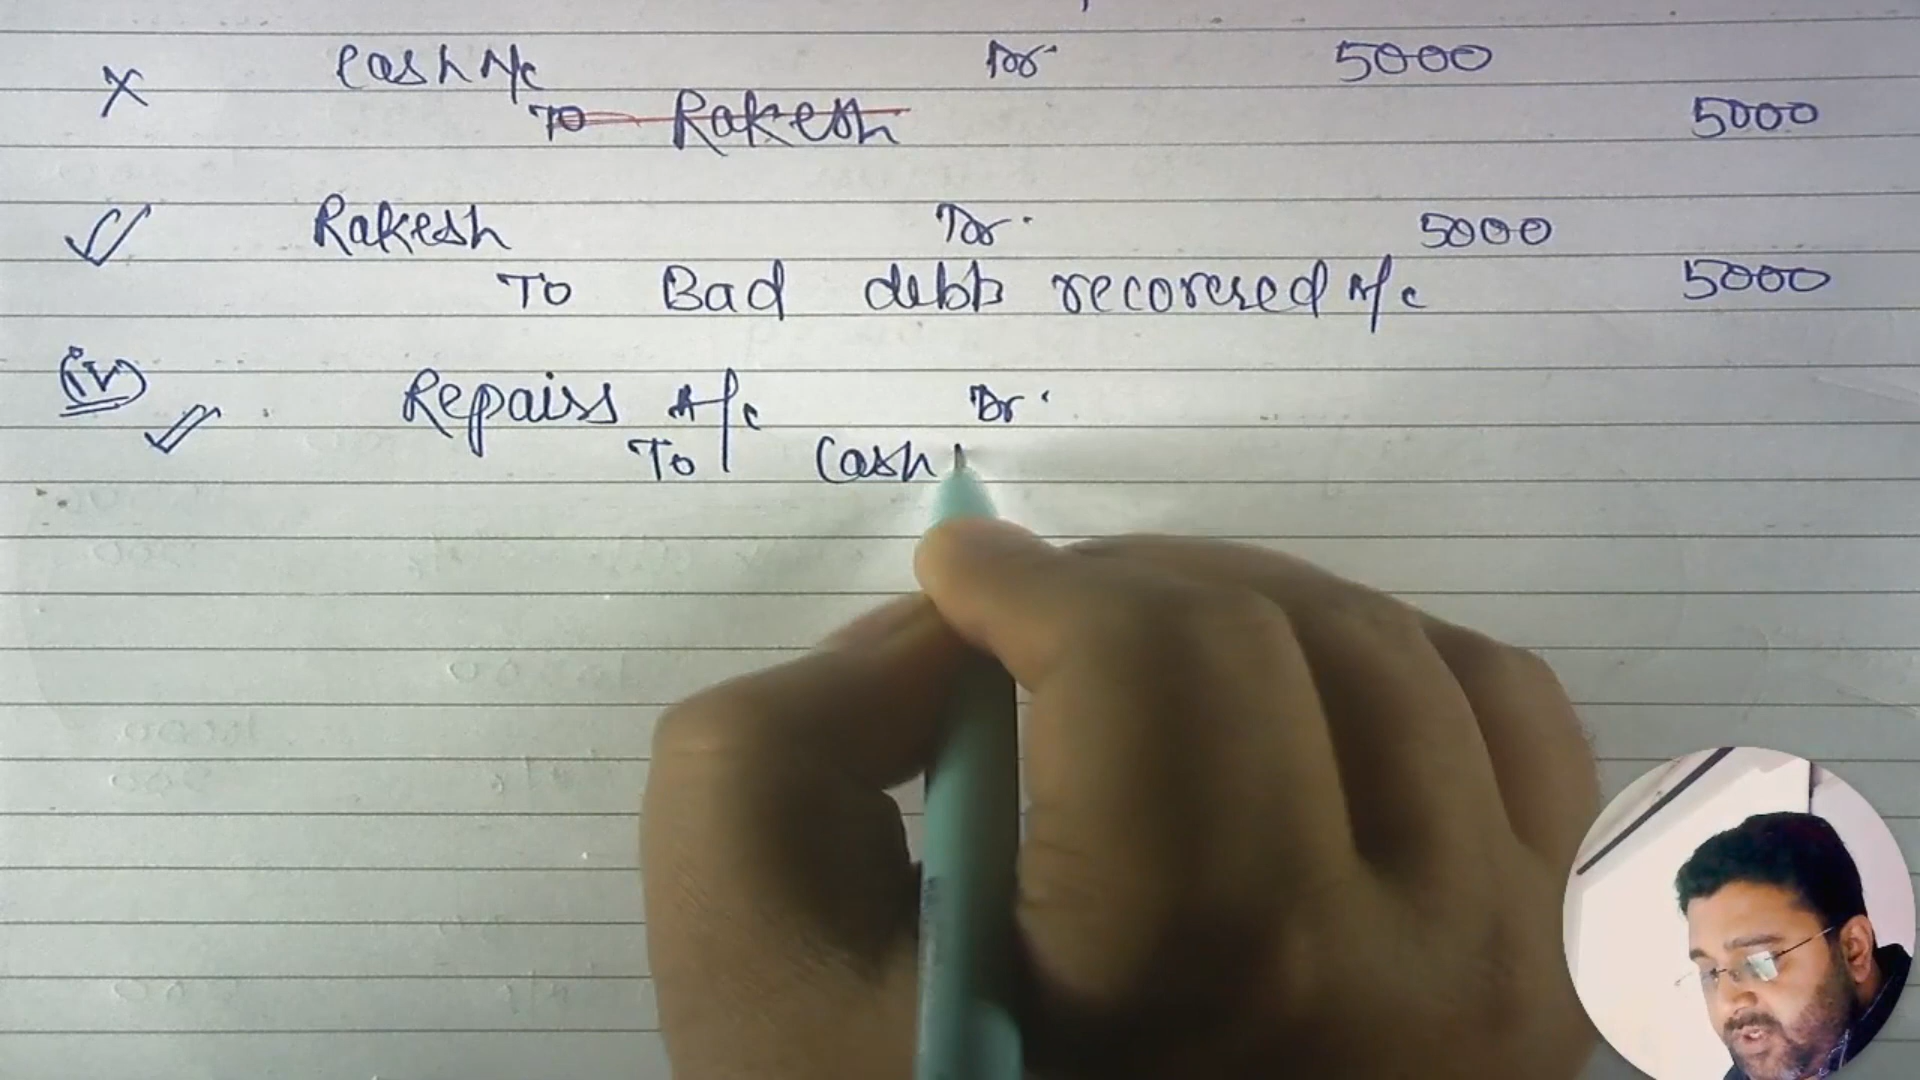 X Cash A/c Dr. 5000
To Rakesh 5000
Rakesh Dr. 5000
To Bad debts recovered A/c 5000
(iv) Repairs A/c Dr.
To Cash